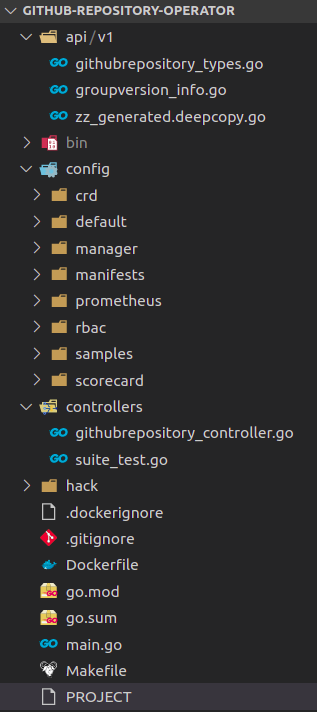 GITHUB-REPOSITORY-OPERATOR
api / v1
GO githubrepository_types.go
GO groupversion_info.go
GO zz_generated.deepcopy.go
bin
config
crd
default
manager
manifests
prometheus
rbac
samples
scorecard
controllers
GO githubrepository_controller.go
GO suite_test.go
hack
.dockerignore
.gitignore
Dockerfile
GO go.mod
GO go.sum
GO main.go
Makefile
PROJECT